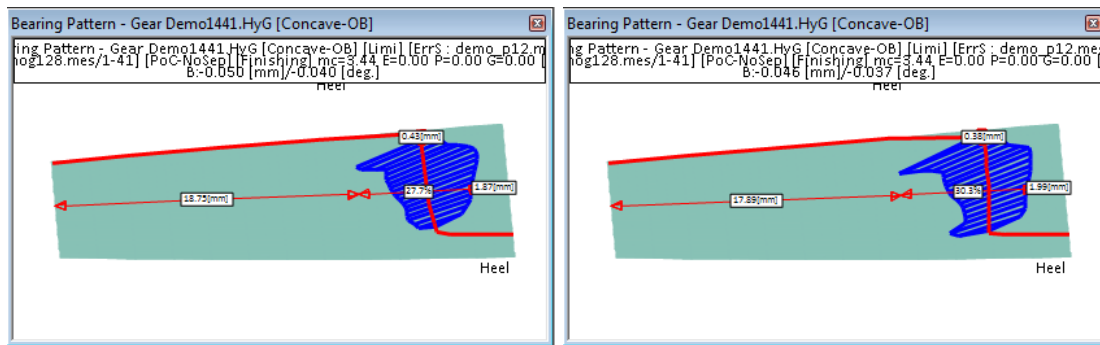 Bearing Pattern - Gear Demo1441.HyG [Concave-OB]
ring Pattern - Gear Demo1441.HyG [Concave-OB] [Limi] [ErrS : demo_p12.m
nog128.mes/1-41] [PoC-NoSep] [Finishing] mc=3.44 E=0.00 P=0.00 G=0.00 [
B:-0.050 [mm]/-0.040 [deg.]
Heel
0.43[mm]
18.75[mm]
27.7%
1.87[mm]
Heel
Bearing Pattern - Gear Demo1441.HyG [Concave-OB]
ng Pattern - Gear Demo1441.HyG [Concave-OB] [Limi] [ErrS : demo_p12.me
nog128.mes/1-41] [PoC-NoSep] [Finishing] mc=3.44 E=0.00 P=0.00 G=0.00 [
B:-0.046 [mm]/-0.037 [deg.]
Heel
0.38[mm]
17.89[mm]
30.3%
1.99[mm]
Heel